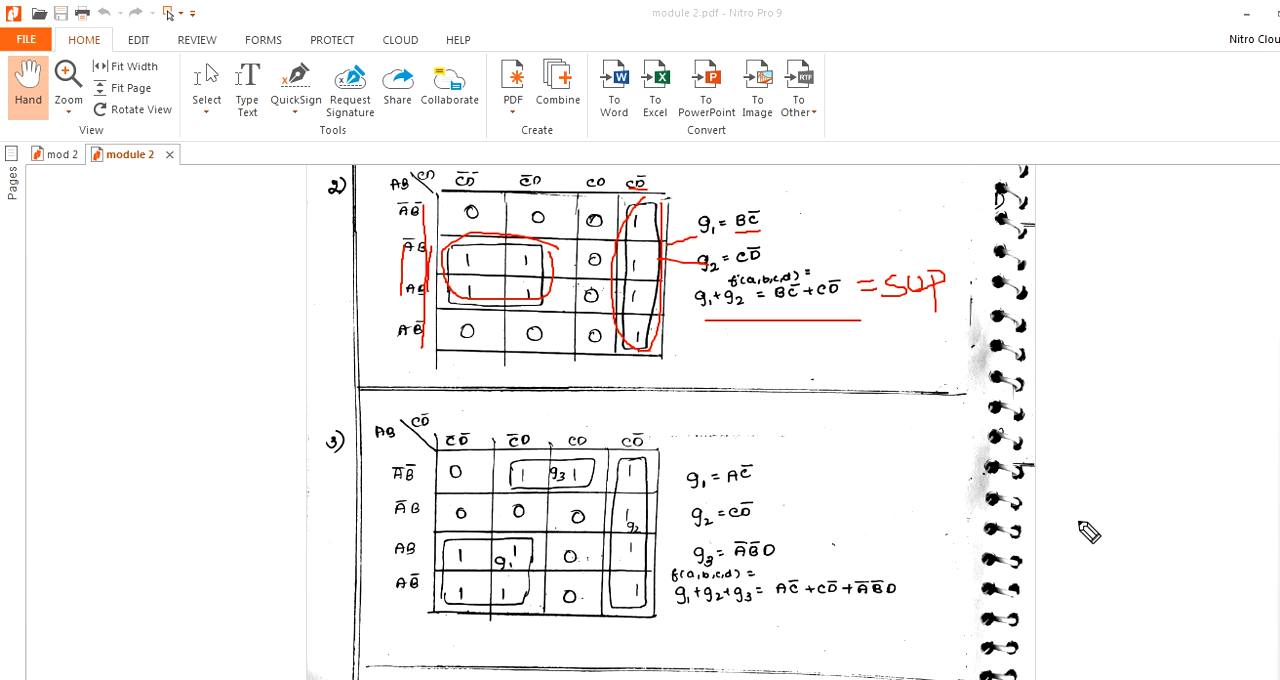 module 2.pdf - Nitro Pro 9
FILE HOME EDIT REVIEW FORMS PROTECT CLOUD HELP Nitro Clou
Hand Zoom Fit Width Fit Page Rotate View
View
Select Type Text QuickSign Request Signature Share Collaborate
Tools
PDF Combine
Create
To Word To Excel To PowerPoint To Image To Other
Convert
mod 2 module 2
Pages
2) AB CD C̅D̅ C̅D CD CD̅
A̅B̅ 0 0 0 1
A̅B 1 1 0 1
AB 1 1 0 1
AB̅ 0 0 0 1
g₁ = BC̅
g₂ = CD̅
f(a,b,c,d) =
g₁+g₂ = BC̅ + CD̅ = SOP
3) AB CD̅ C̅D̅ C̅D CD CD̅
A̅B̅ 0 1 g₃ 1 1
A̅B 0 0 0 1 g₂
AB 1 g₁ 1 0 1
AB̅ 1 1 0 1
g₁ = AC̅
g₂ = CD̅
g₃ = A̅B̅D
f(a,b,c,d) =
g₁+g₂+g₃ = AC̅ + CD̅ + A̅B̅D